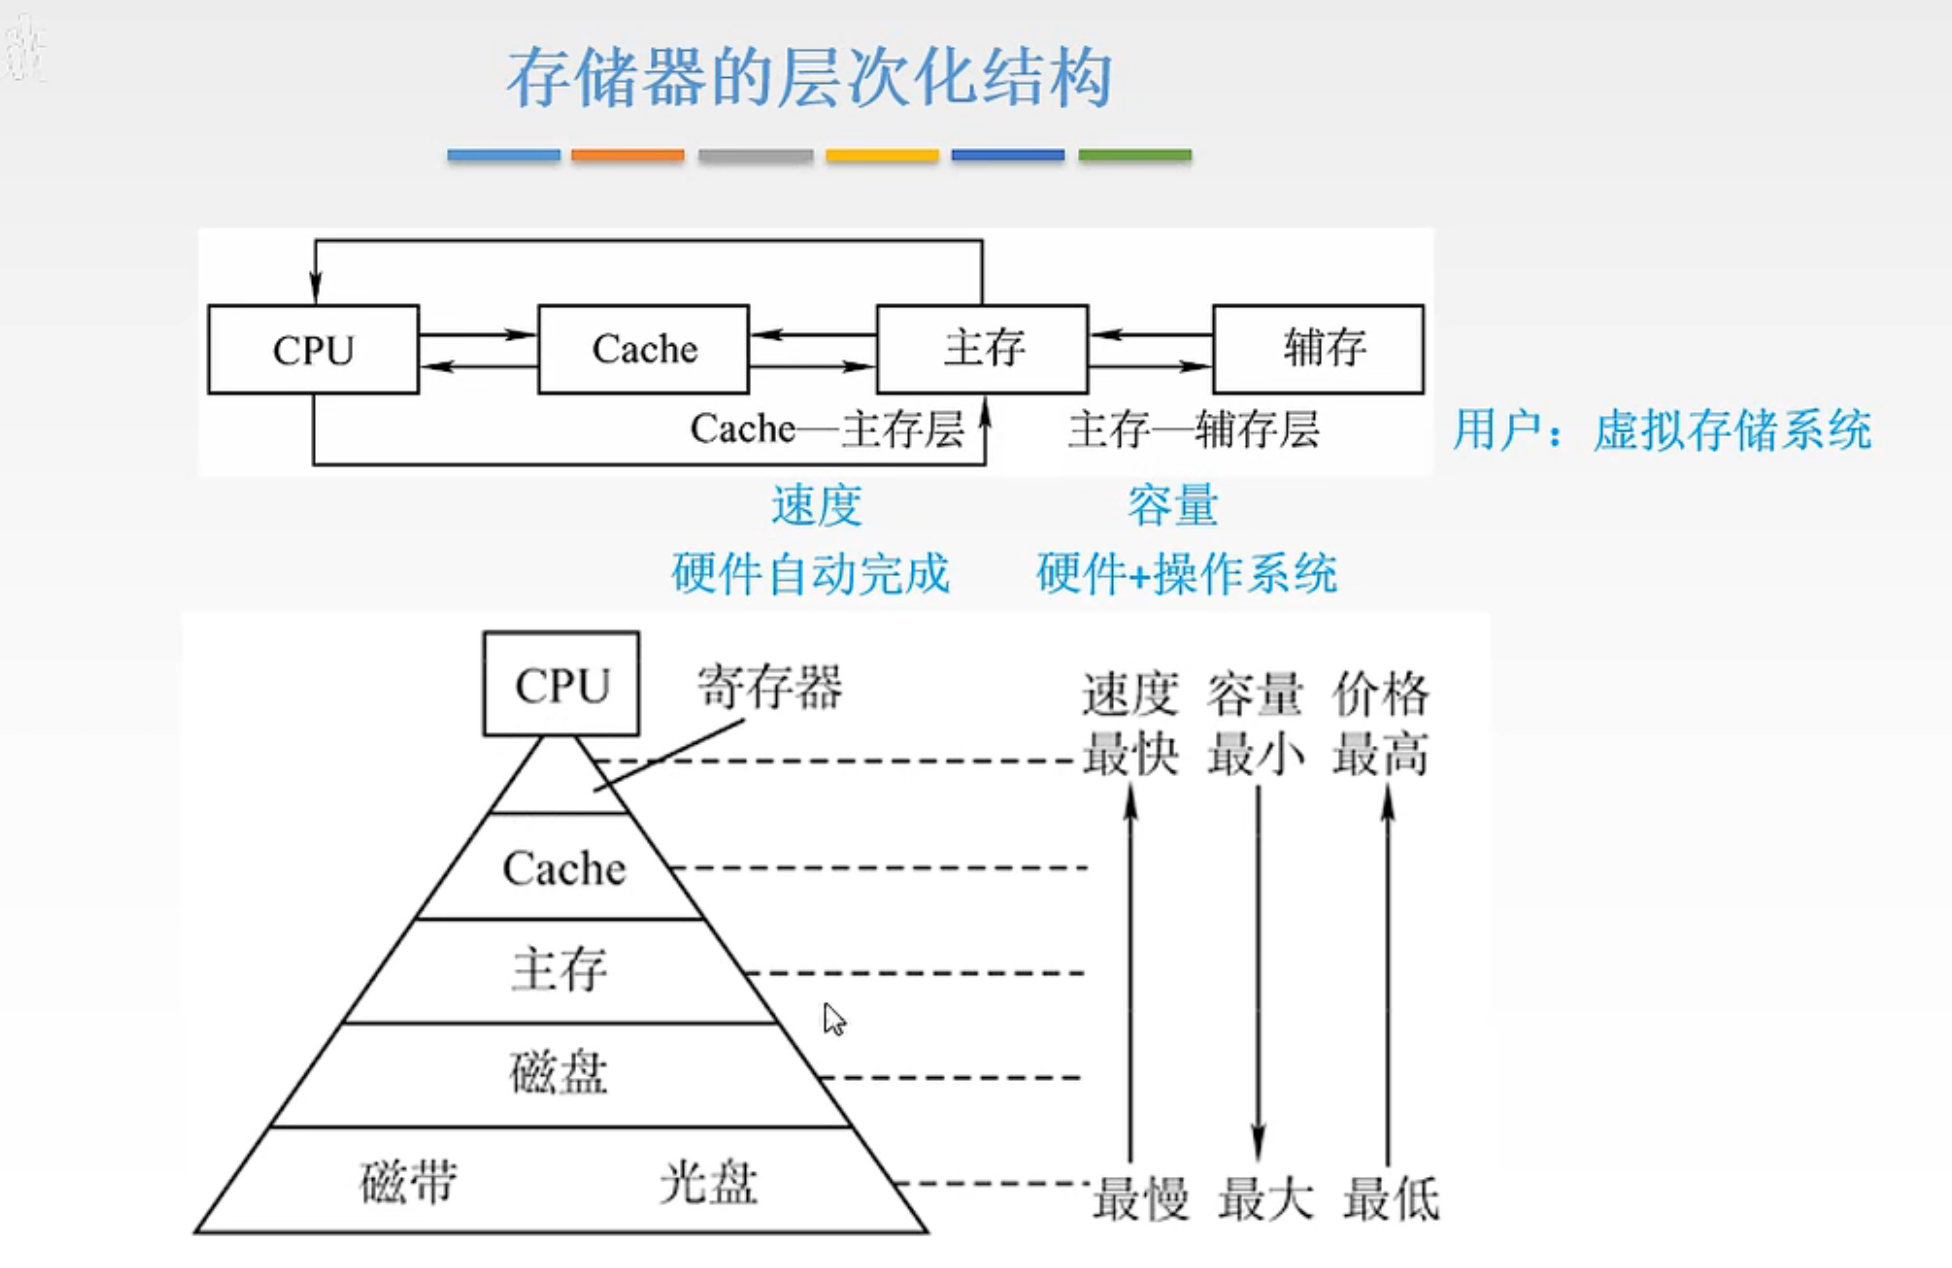 存储器的层次化结构
CPU
Cache
主存
辅存
Cache—主存层
主存—辅存层
用户：虚拟存储系统
速度
容量
硬件自动完成
硬件+操作系统
CPU
寄存器
速度 容量 价格
最快 最小 最高
Cache
主存
磁盘
磁带 光盘
最慢 最大 最低